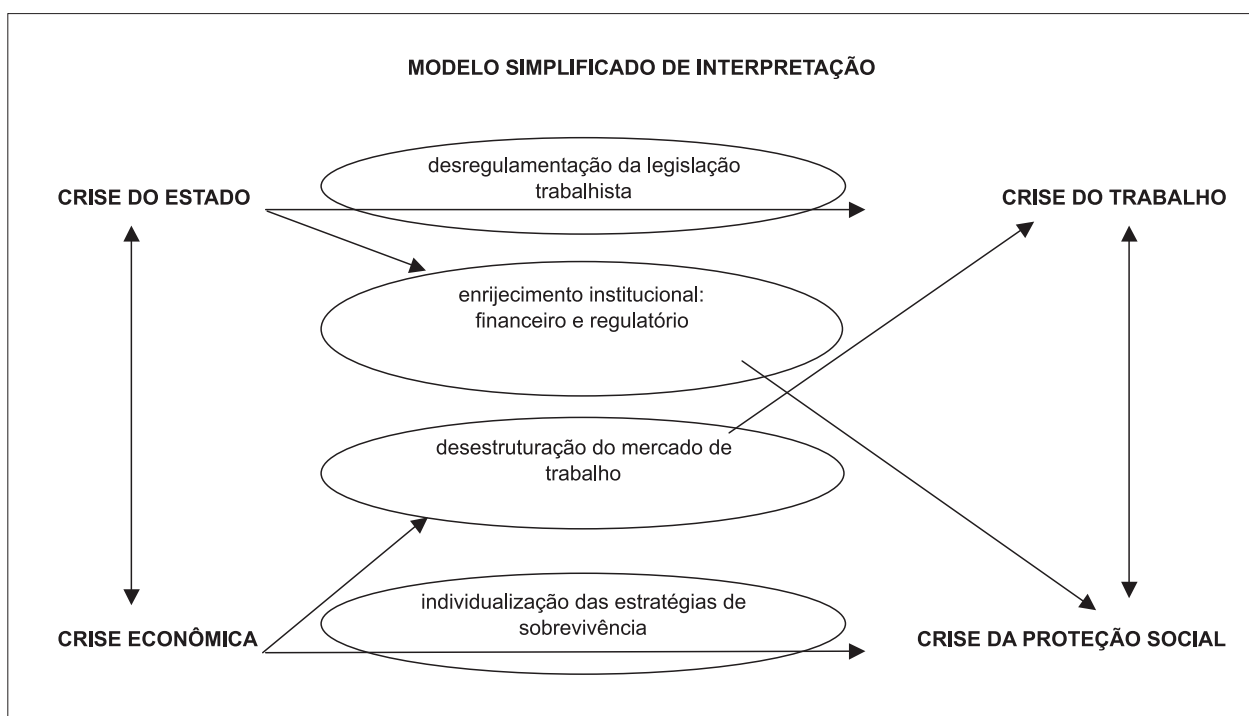 MODELO SIMPLIFICADO DE INTERPRETAÇÃO
desregulamentação da legislação
trabalhista
CRISE DO ESTADO
CRISE DO TRABALHO
enrijecimento institucional:
financeiro e regulatório
desestruturação do mercado de
trabalho
individualização das estratégias de
sobrevivência
CRISE ECONÔMICA
CRISE DA PROTEÇÃO SOCIAL